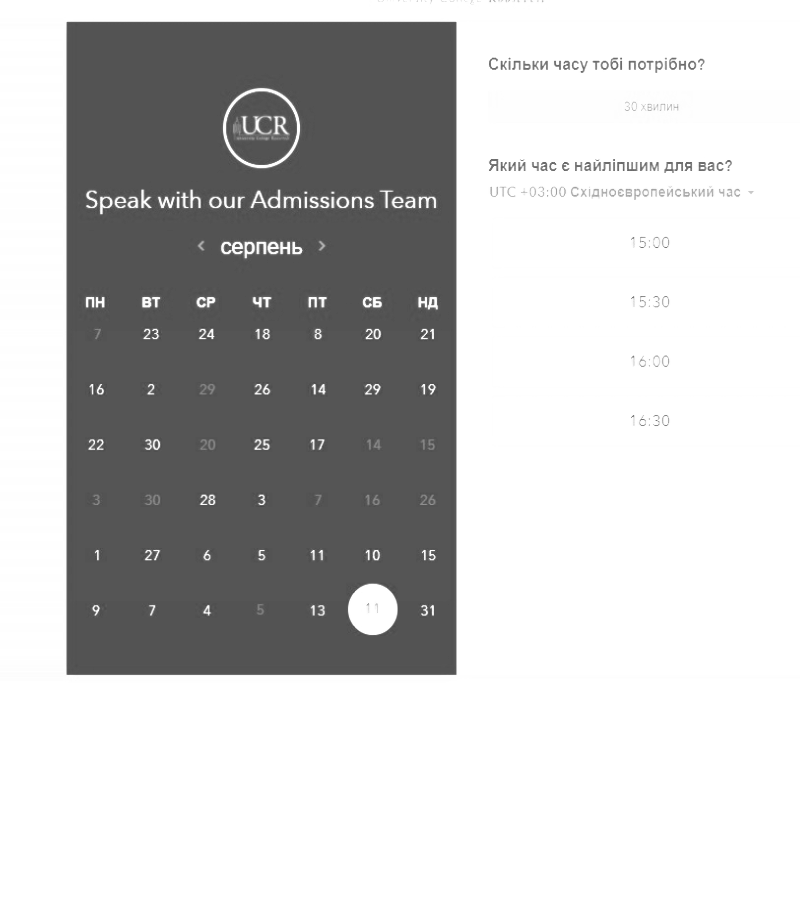 UCR
Speak with our Admissions Team
‹ серпень ›
ПН ВТ СР ЧТ ПТ СБ НД
7 23 24 18 8 20 21
16 2 29 26 14 29 19
22 30 20 25 17 14 15
3 30 28 3 7 16 26
1 27 6 5 11 10 15
9 7 4 5 13 11 31
Скільки часу тобі потрібно?
30 хвилин
Який час є найліпшим для вас?
UTC +03:00 Східноєвропейський час
15:00
15:30
16:00
16:30